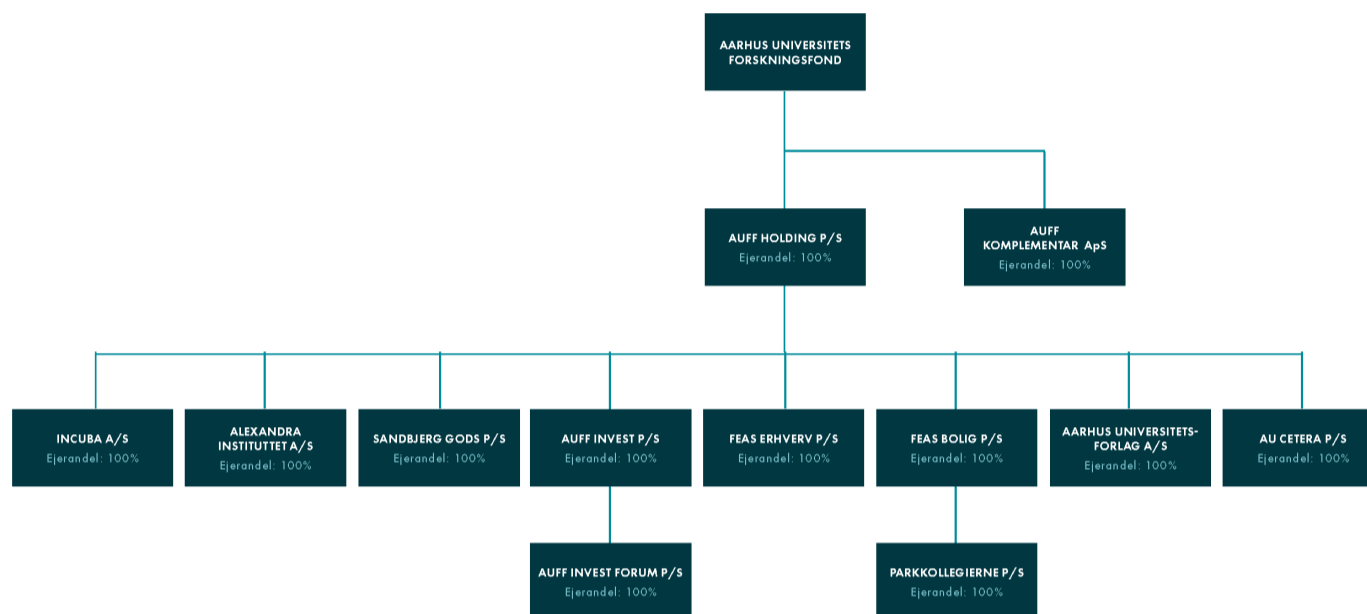 AARHUS UNIVERSITETS
FORSKNINGSFOND
AUFF HOLDING P/S
Ejerandel: 100%
AUFF
KOMPLEMENTAR ApS
Ejerandel: 100%
INCUBA A/S
Ejerandel: 100%
ALEXANDRA
INSTITUTTET A/S
Ejerandel: 100%
SANDBJERG GODS P/S
Ejerandel: 100%
AUFF INVEST P/S
Ejerandel: 100%
FEAS ERHVERV P/S
Ejerandel: 100%
FEAS BOLIG P/S
Ejerandel: 100%
AARHUS UNIVERSITETS-
FORLAG A/S
Ejerandel: 100%
AU CETERA P/S
Ejerandel: 100%
AUFF INVEST FORUM P/S
Ejerandel: 100%
PARKKOLLEGIERNE P/S
Ejerandel: 100%